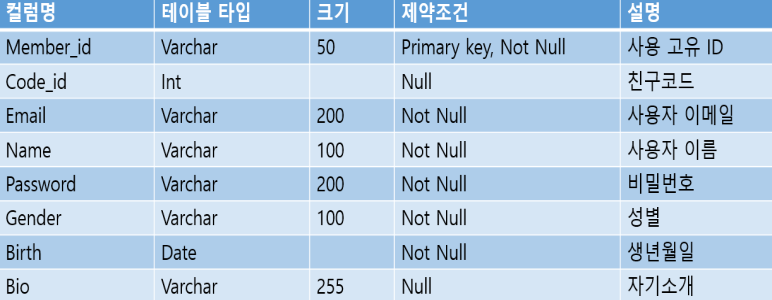 컬럼명 테이블 타입 크기 제약조건 설명
Member_id Varchar 50 Primary key, Not Null 사용 고유 ID
Code_id Int Null 친구코드
Email Varchar 200 Not Null 사용자 이메일
Name Varchar 100 Not Null 사용자 이름
Password Varchar 200 Not Null 비밀번호
Gender Varchar 100 Not Null 성별
Birth Date Not Null 생년월일
Bio Varchar 255 Null 자기소개